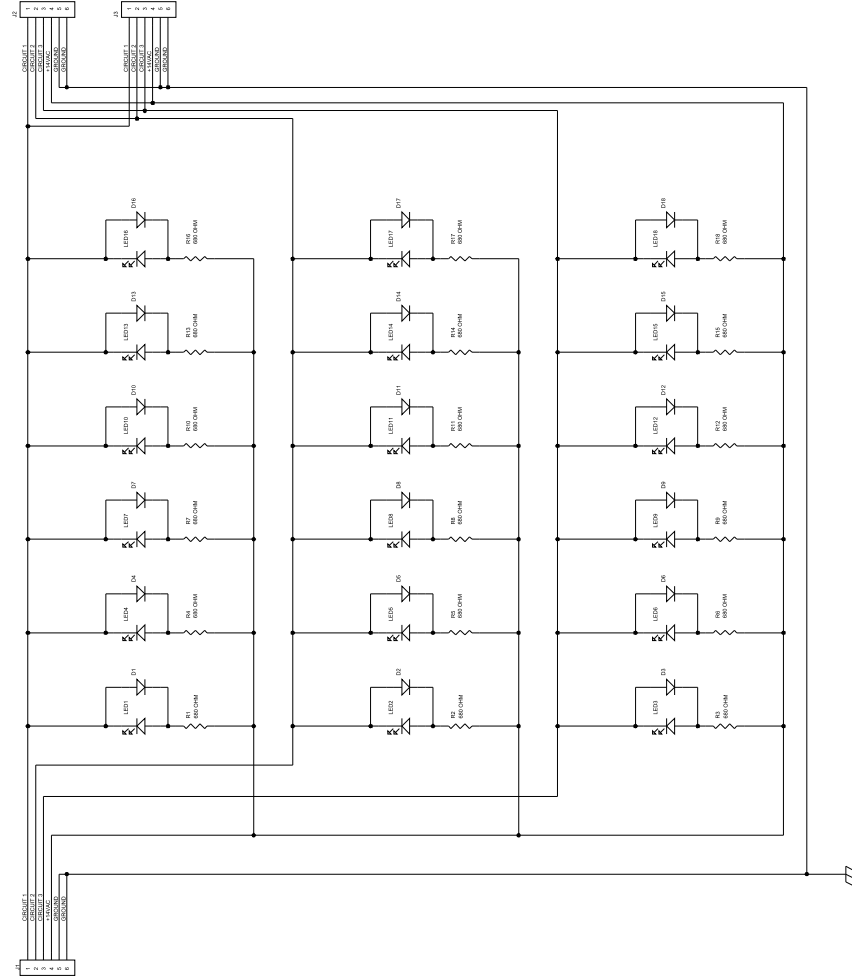 J2
1
2
3
4
5
6
CIRCUIT 1
CIRCUIT 2
CIRCUIT 3
+14VAC
GROUND
GROUND
J3
1
2
3
4
5
6
CIRCUIT 1
CIRCUIT 2
CIRCUIT 3
+14VAC
GROUND
GROUND
D16
LED16
R16
680 OHM
D17
LED17
R17
680 OHM
D18
LED18
R18
680 OHM
D13
LED13
R13
680 OHM
D14
LED14
R14
680 OHM
D15
LED15
R15
680 OHM
D10
LED10
R10
680 OHM
D11
LED11
R11
680 OHM
D12
LED12
R12
680 OHM
D7
LED7
R7
680 OHM
D8
LED8
R8
680 OHM
D9
LED9
R9
680 OHM
D4
LED4
R4
680 OHM
D5
LED5
R5
680 OHM
D6
LED6
R6
680 OHM
D1
LED1
R1
680 OHM
D2
LED2
R2
680 OHM
D3
LED3
R3
680 OHM
CIRCUIT 1
CIRCUIT 2
CIRCUIT 3
+14VAC
GROUND
GROUND
J1
1
2
3
4
5
6